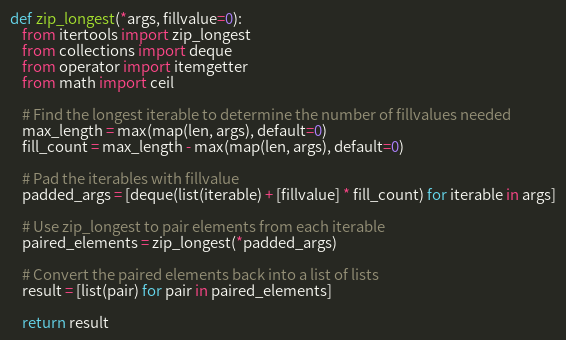 def zip_longest(*args, fillvalue=0):
    from itertools import zip_longest
    from collections import deque
    from operator import itemgetter
    from math import ceil

    # Find the longest iterable to determine the number of fillvalues needed
    max_length = max(map(len, args), default=0)
    fill_count = max_length - max(map(len, args), default=0)

    # Pad the iterables with fillvalue
    padded_args = [deque(list(iterable) + [fillvalue] * fill_count) for iterable in args]

    # Use zip_longest to pair elements from each iterable
    paired_elements = zip_longest(*padded_args)

    # Convert the paired elements back into a list of lists
    result = [list(pair) for pair in paired_elements]

    return result